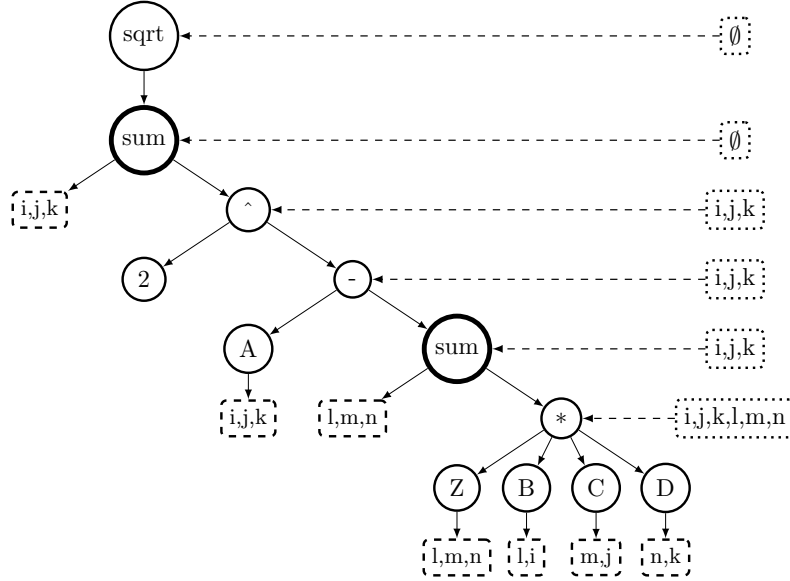 sqrt ∅
sum ∅
i,j,k ^ i,j,k
2 - i,j,k
A sum i,j,k
i,j,k l,m,n * i,j,k,l,m,n
Z B C D
l,m,n l,i m,j n,k